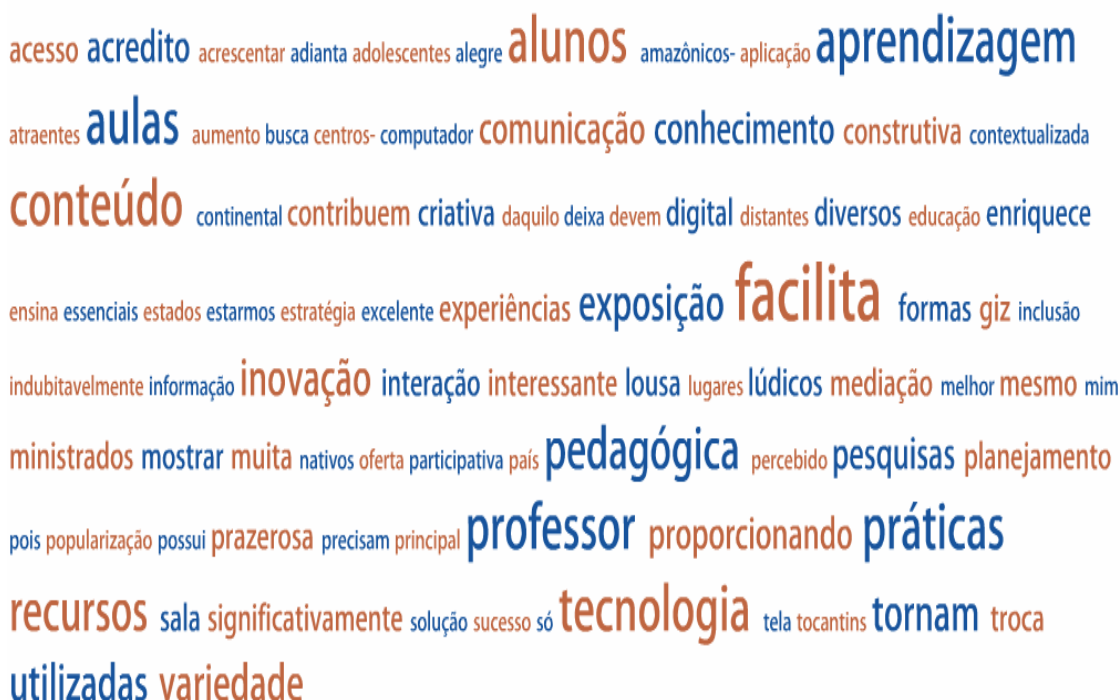 acesso acredito acrescentar adianta adolescentes alegre alunos amazônicos- aplicação aprendizagem
atraentes aulas aumento busca centros- computador comunicação conhecimento construtiva contextualizada
conteúdo continental contribuem criativa daquilo deixa devem digital distantes diversos educação enriquece
ensina essenciais estados estarmos estratégia excelente experiências exposição facilita formas giz inclusão
indubitavelmente informação inovação interação interessante lousa lugares lúdicos mediação melhor mesmo mim
ministrados mostrar muita nativos oferta participativa país pedagógica percebido pesquisas planejamento
pois popularização possui prazerosa precisam principal professor proporcionando práticas
recursos sala significativamente solução sucesso só tecnologia tela tocantins tornam troca
utilizadas variedade